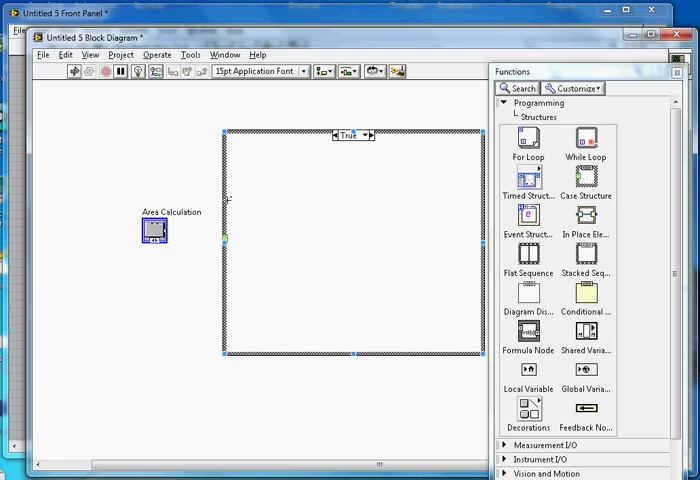 Untitled 5 Front Panel *
Untitled 5 Block Diagram *
File Edit View Project Operate Tools Window Help
15pt Application Font
Functions
Search Customize
Programming
Structures
For Loop While Loop
Timed Struct... Case Structure
Event Struct... In Place Ele...
Flat Sequence Stacked Seq...
Diagram Dis... Conditional ...
Formula Node Shared Varia...
Local Variable Global Varia...
Decorations Feedback No...
Measurement I/O
Instrument I/O
Vision and Motion
True
Area Calculation